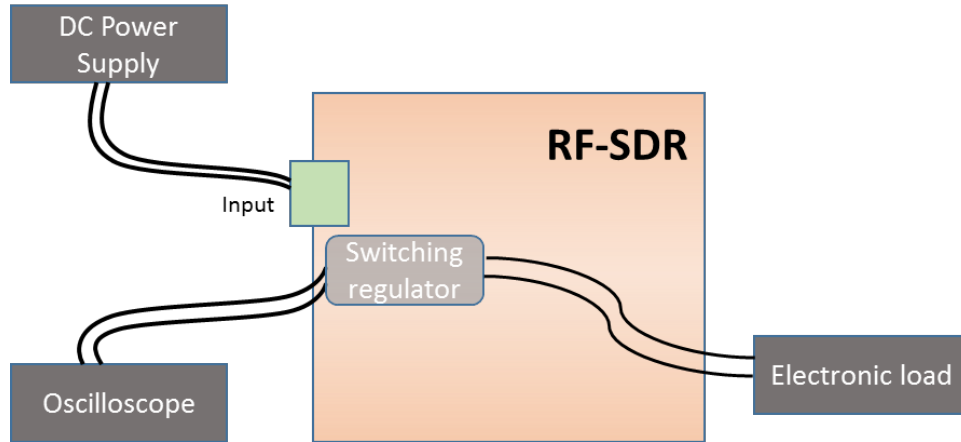 DC Power
Supply
RF-SDR
Input
Switching
regulator
Electronic load
Oscilloscope